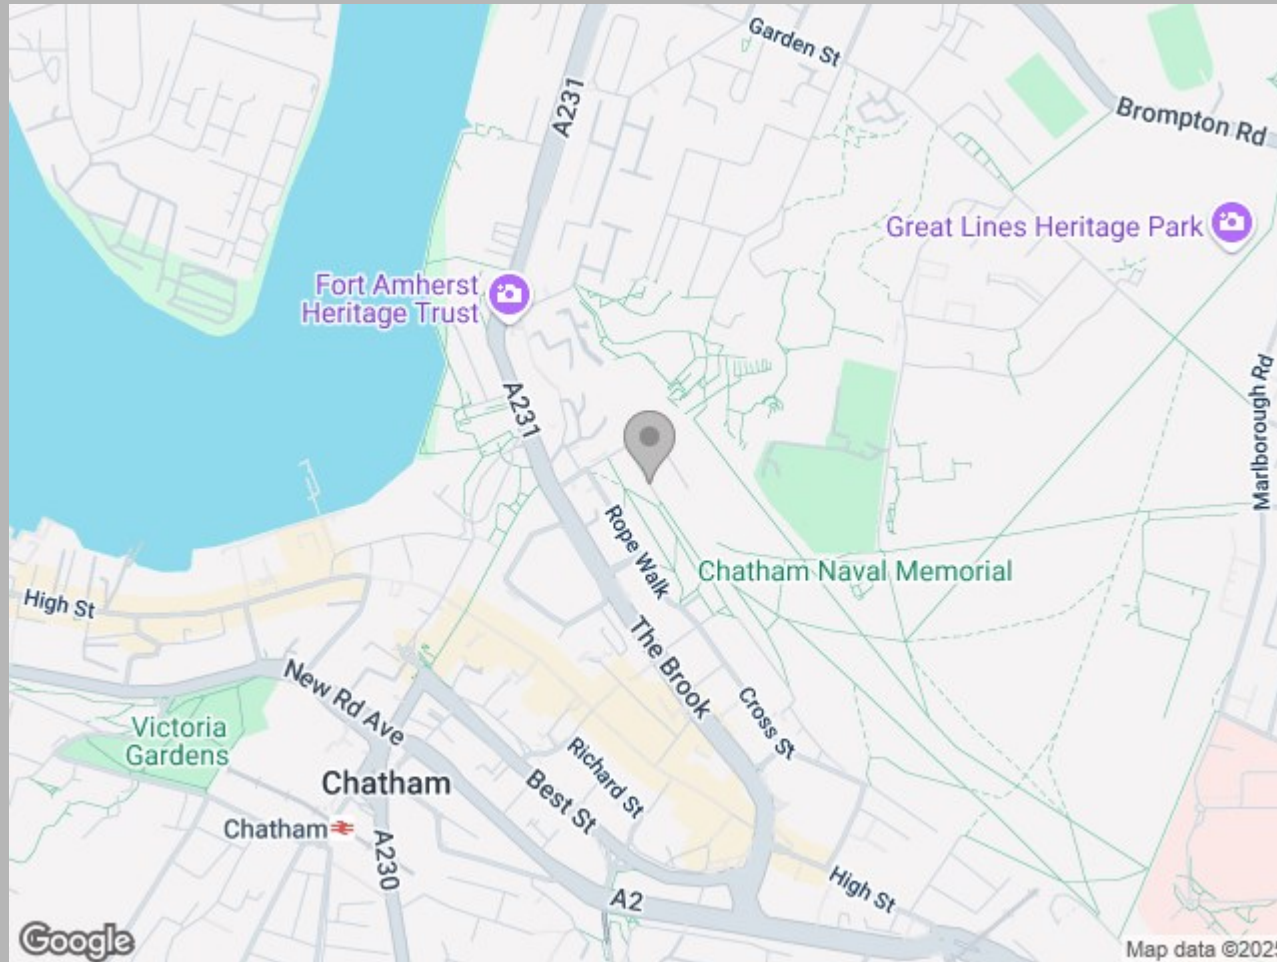 Garden St
A231
Brompton Rd
Great Lines Heritage Park
Fort Amherst
Heritage Trust
A231
Marlborough Rd
Rope Walk
Chatham Naval Memorial
High St
The Brook
New Rd Ave
Victoria
Gardens
Cross St
Richard St
Chatham
Best St
Chatham
A230
High St
A2
Google
Map data ©2025